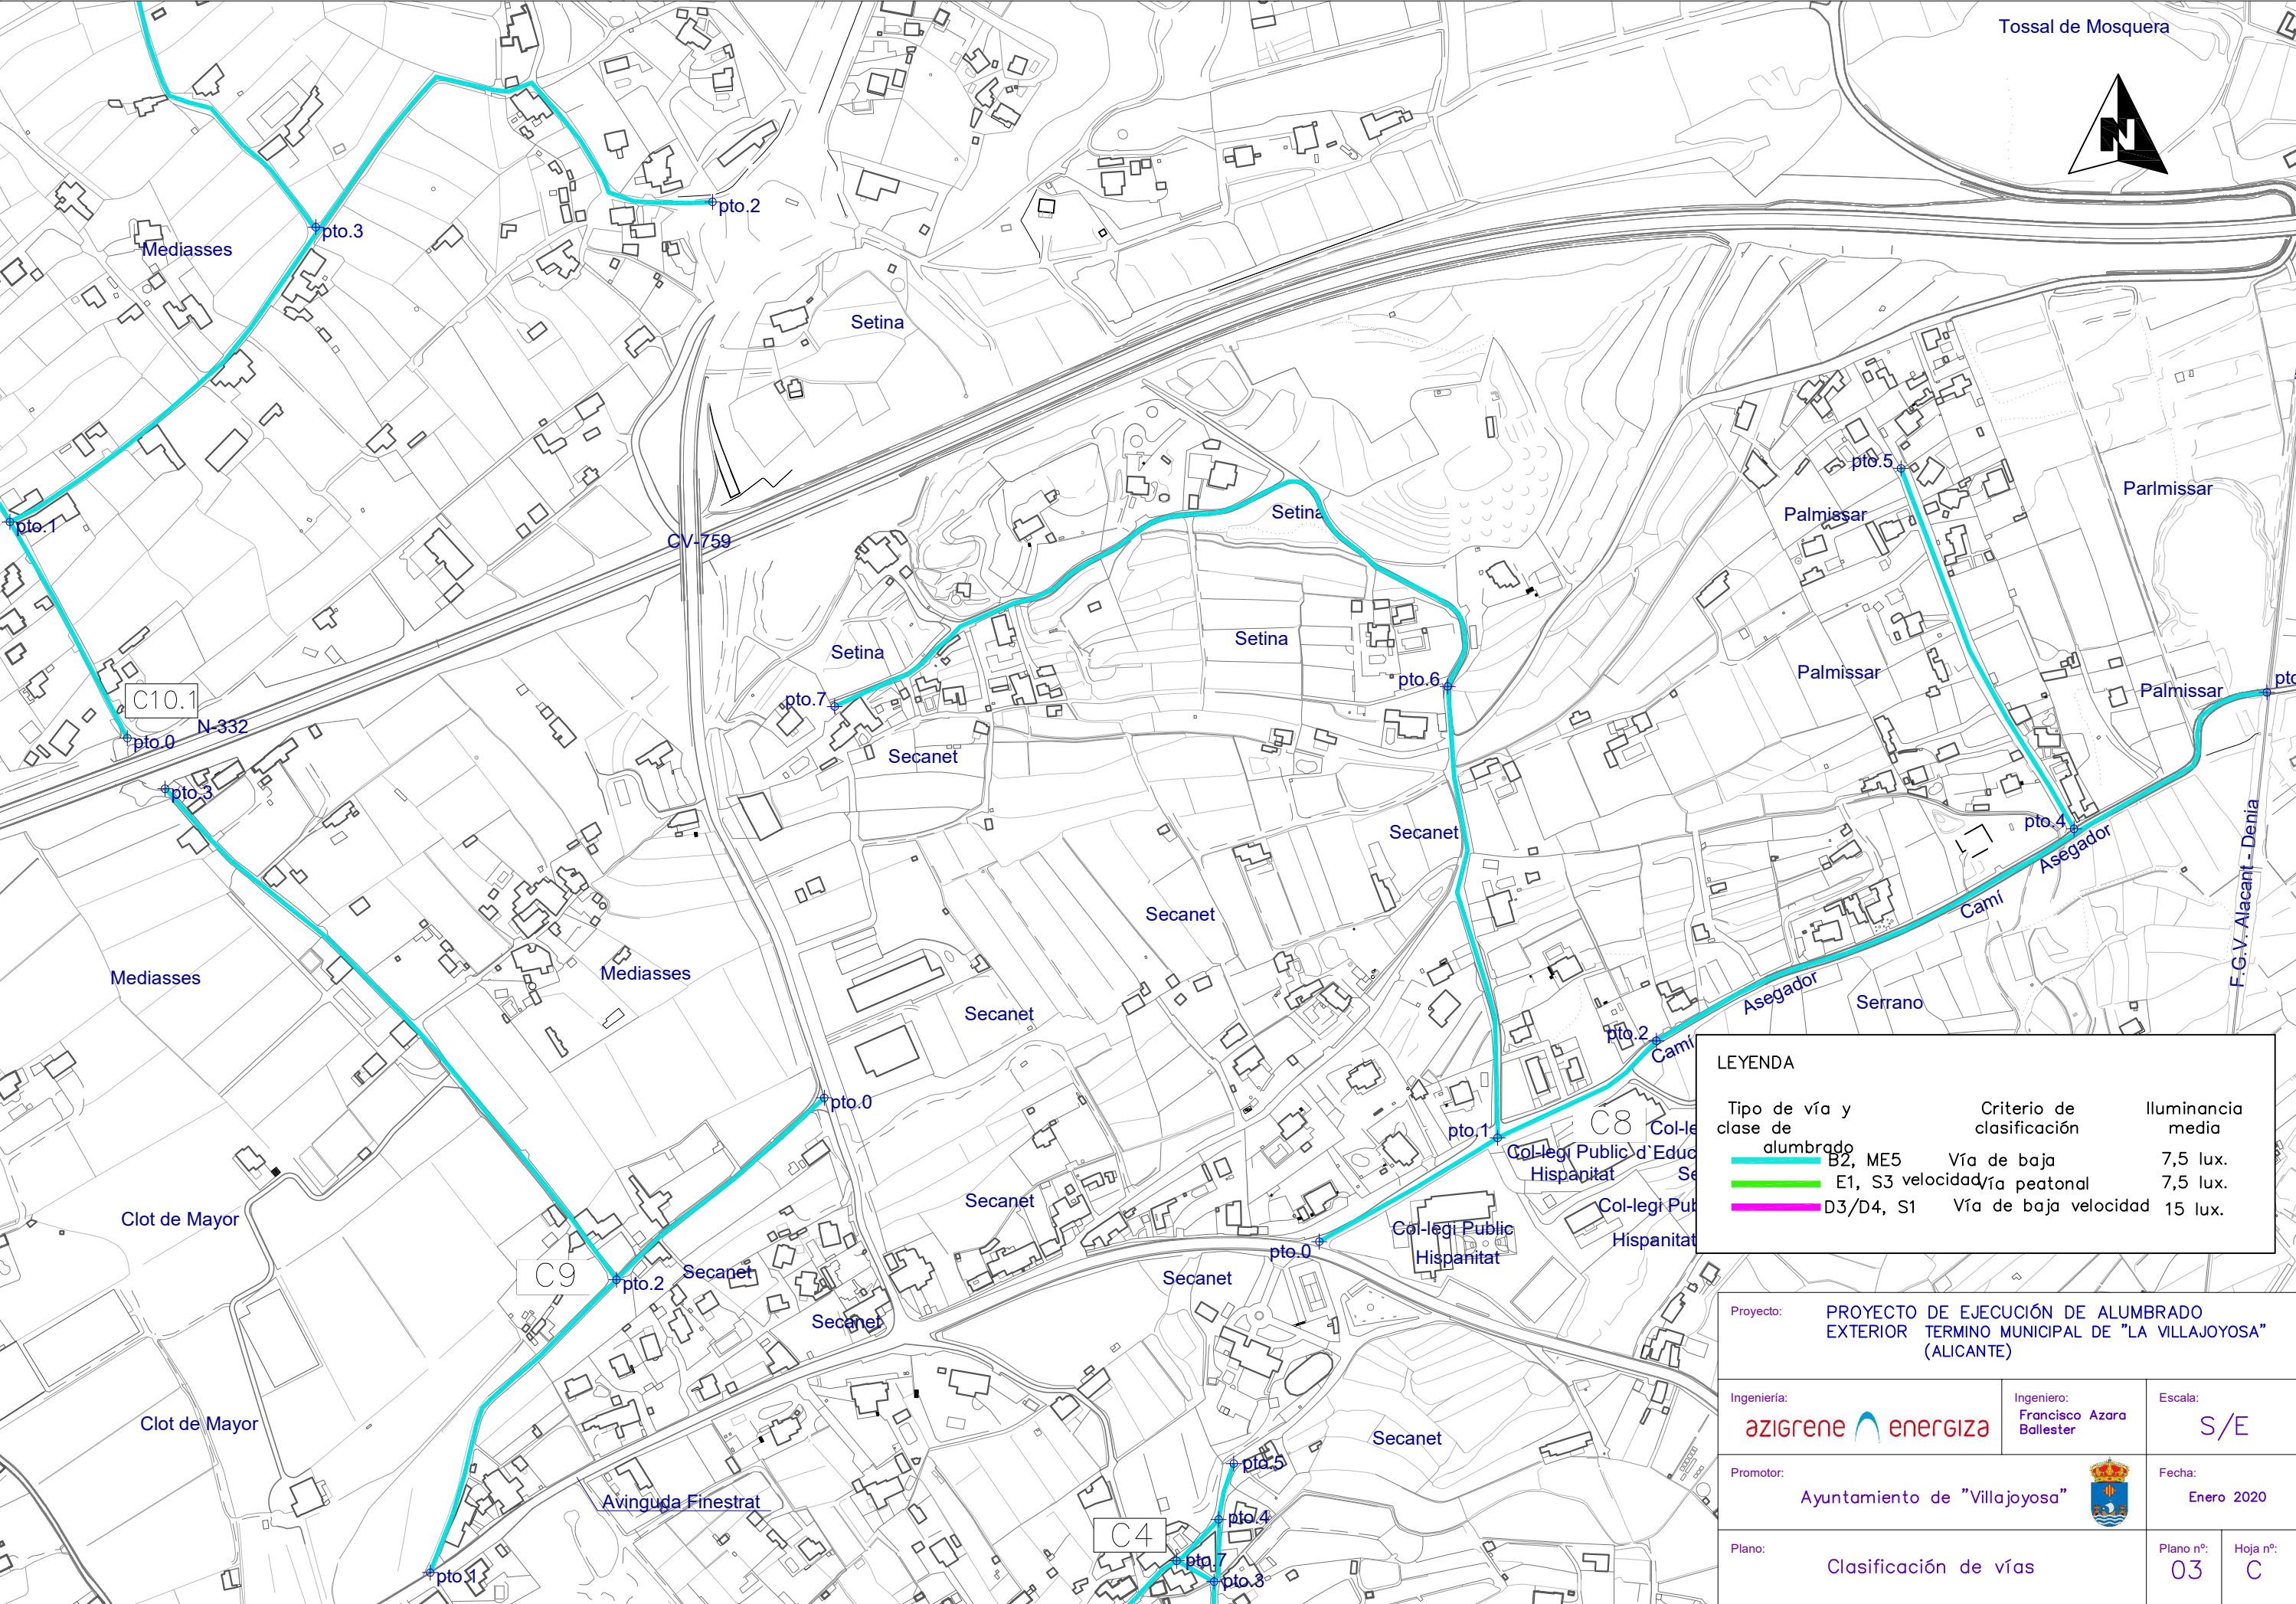 Tossal de Mosquera
N
pto.2
pto.3
Mediasses
Setina
pto.5
Parlmissar
Palmissar
Setina
pto.1
CV-759
Setina
Setina
Palmissar
pto.6
Palmissar
pto.7
C10.1
N-332
pto.0
Secanet
pto.3
pto.4
Asegador
Secanet
F.G.V. Alacant - Denia
Camí
Secanet
Mediasses
Mediasses
Asegador
Serrano
Secanet
pto.2
Camí
pto.0
C8
pto.1
Col-le
Col-legi Public d`Educ
Hispanitat
Se
Secanet
Clot de Mayor
Col-legi Pub
Col-legi Public
Hispanitat
Hispanitat
pto.0
C9
pto.2
Secanet
Secanet
Secanet
Clot de Mayor
Secanet
pto.5
Avinguda Finestrat
pto.4
C4
pto.7
pto.1
pto.3
LEYENDA
Tipo de vía y
clase de
alumbrado
Criterio de
clasificación
Iluminancia
media
B2, ME5 Vía de baja
velocidad
7,5 lux.
E1, S3 Vía peatonal 7,5 lux.
D3/D4, S1 Vía de baja velocidad 15 lux.
Proyecto:
PROYECTO DE EJECUCIÓN DE ALUMBRADO
EXTERIOR TERMINO MUNICIPAL DE "LA VILLAJOYOSA"
(ALICANTE)
Ingeniería:
azigrene energiza
Ingeniero:
Francisco Azara
Ballester
Escala:
S/E
Promotor:
Ayuntamiento de "Villajoyosa"
Fecha:
Enero 2020
Plano:
Clasificación de vías
Plano nº:
03
Hoja nº:
C